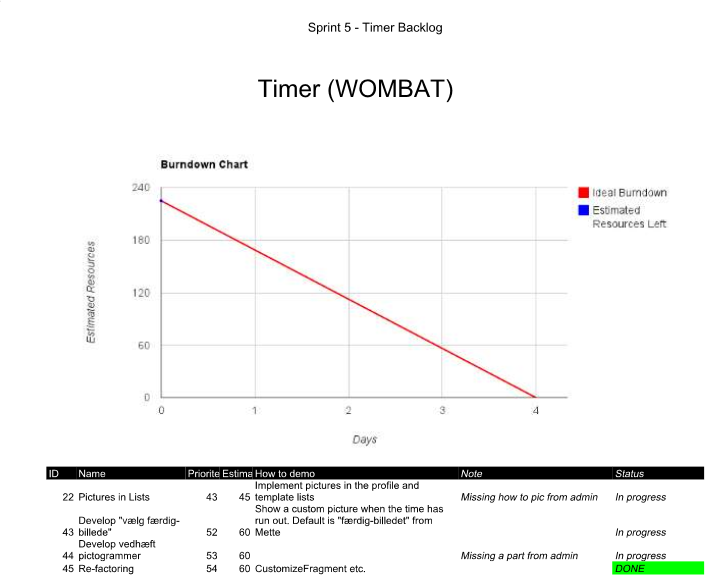 Sprint 5 - Timer Backlog
Timer (WOMBAT)
Burndown Chart
240
180
120
60
0
Estimated Resources
0 1 2 3 4
Days
Ideal Burndown
Estimated
Resources Left
ID Name Priorite Estima How to demo Note Status
Implement pictures in the profile and
22 Pictures in Lists 43 45 template lists Missing how to pic from admin In progress
Show a custom picture when the time has
Develop "vælg færdig- run out. Default is "færdig-billedet" from
43 billede" 52 60 Mette In progress
Develop vedhæft
44 pictogrammer 53 60 Missing a part from admin In progress
45 Re-factoring 54 60 CustomizeFragment etc. DONE